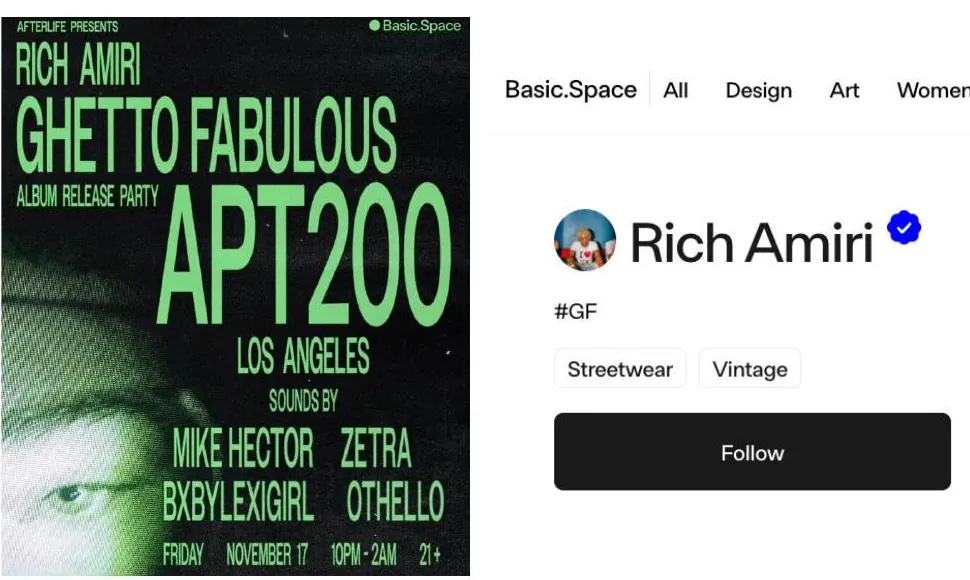 AFTERLIFE PRESENTS
Basic.Space
RICH AMIRI
GHETTO FABULOUS
ALBUM RELEASE PARTY
APT200
LOS ANGELES
SOUNDS BY
MIKE HECTOR ZETRA
BXBYLEXIGIRL OTHELLO
FRIDAY NOVEMBER 17 10PM - 2AM 21+
Basic.Space All Design Art Women
Rich Amiri
#GF
Streetwear Vintage
Follow